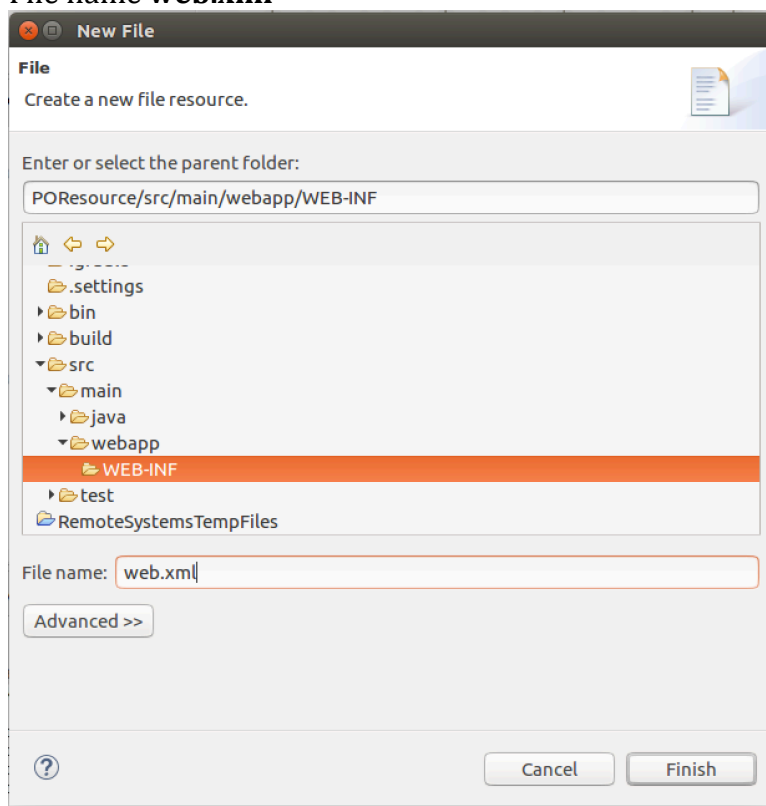 File name web.xml
New File
File
Create a new file resource.
Enter or select the parent folder:
POResource/src/main/webapp/WEB-INF
.settings
bin
build
src
main
java
webapp
WEB-INF
test
RemoteSystemsTempFiles
File name: web.xml
Advanced >>
Cancel Finish